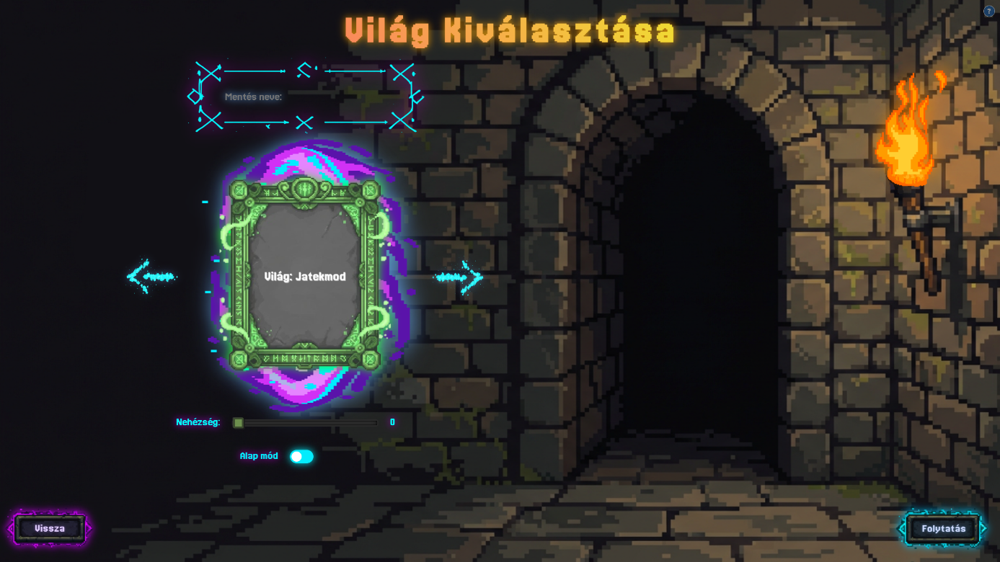 ?
Világ Kiválasztása
Mentés neve:
Világ: Jatekmod
Nehézség: 0
Alap mód
Vissza
Folytatás